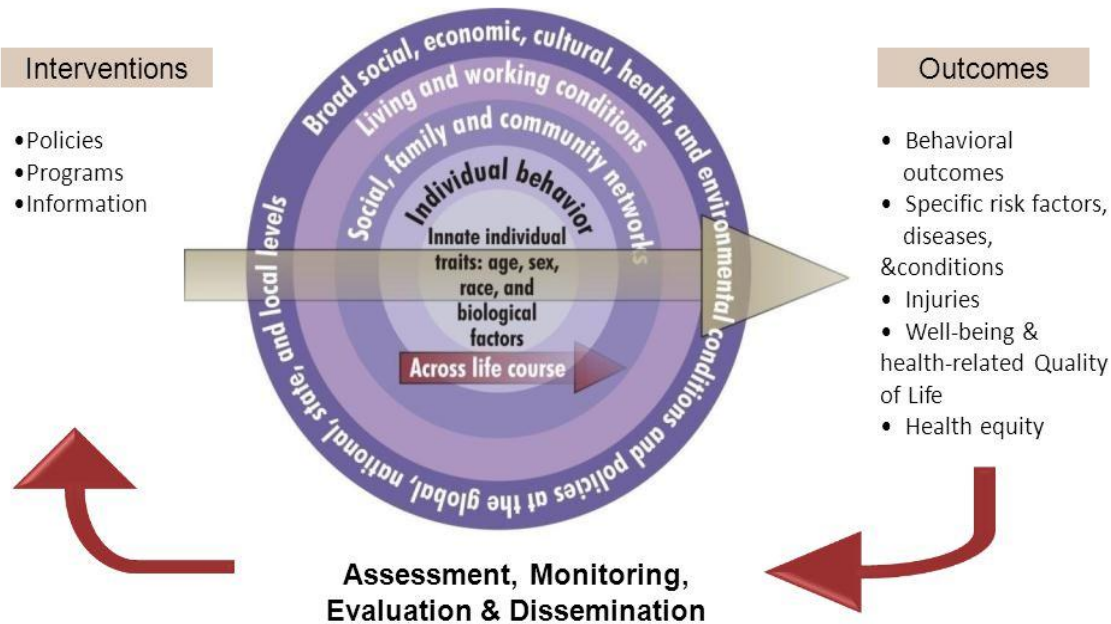 Interventions
•Policies
•Programs
•Information
Broad social, economic, cultural, health, and environmental conditions and policies at the global, national, state, and local levels
Living and working conditions
Social, family and community networks
Individual behavior
Innate individual
traits: age, sex,
race, and
biological
factors
Across life course
Outcomes
• Behavioral
outcomes
• Specific risk factors,
diseases,
&conditions
• Injuries
• Well-being &
health-related Quality
of Life
• Health equity
Assessment, Monitoring,
Evaluation & Dissemination